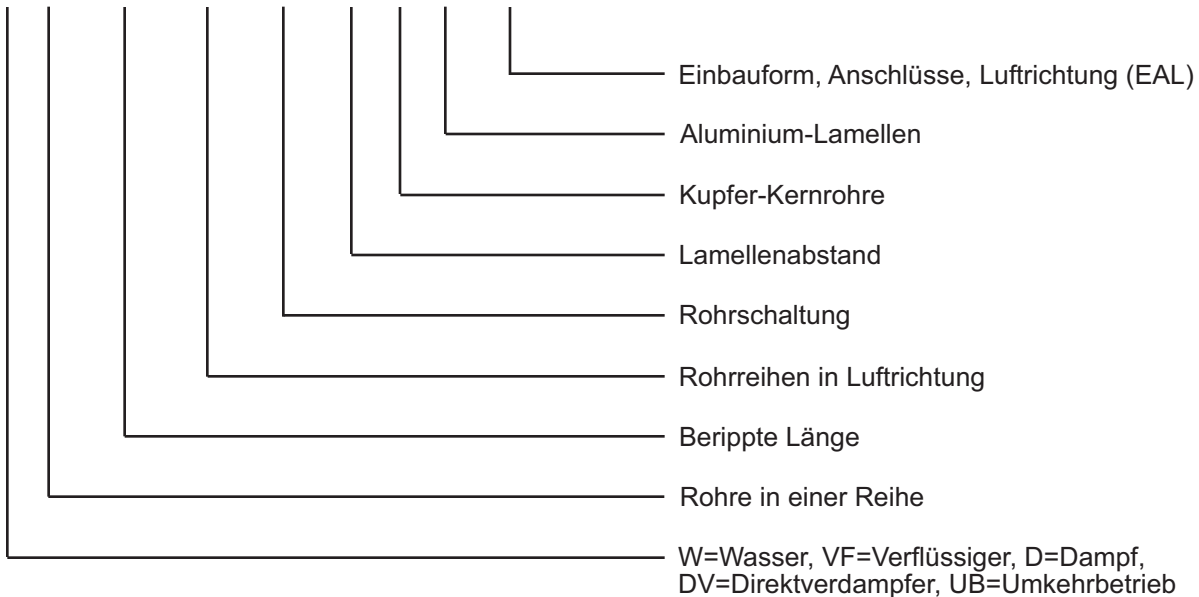 Einbauform, Anschlüsse, Luftrichtung (EAL)
Aluminium-Lamellen
Kupfer-Kernrohre
Lamellenabstand
Rohrschaltung
Rohrreihen in Luftrichtung
Berippte Länge
Rohre in einer Reihe
W=Wasser, VF=Verflüssiger, D=Dampf,
DV=Direktverdampfer, UB=Umkehrbetrieb